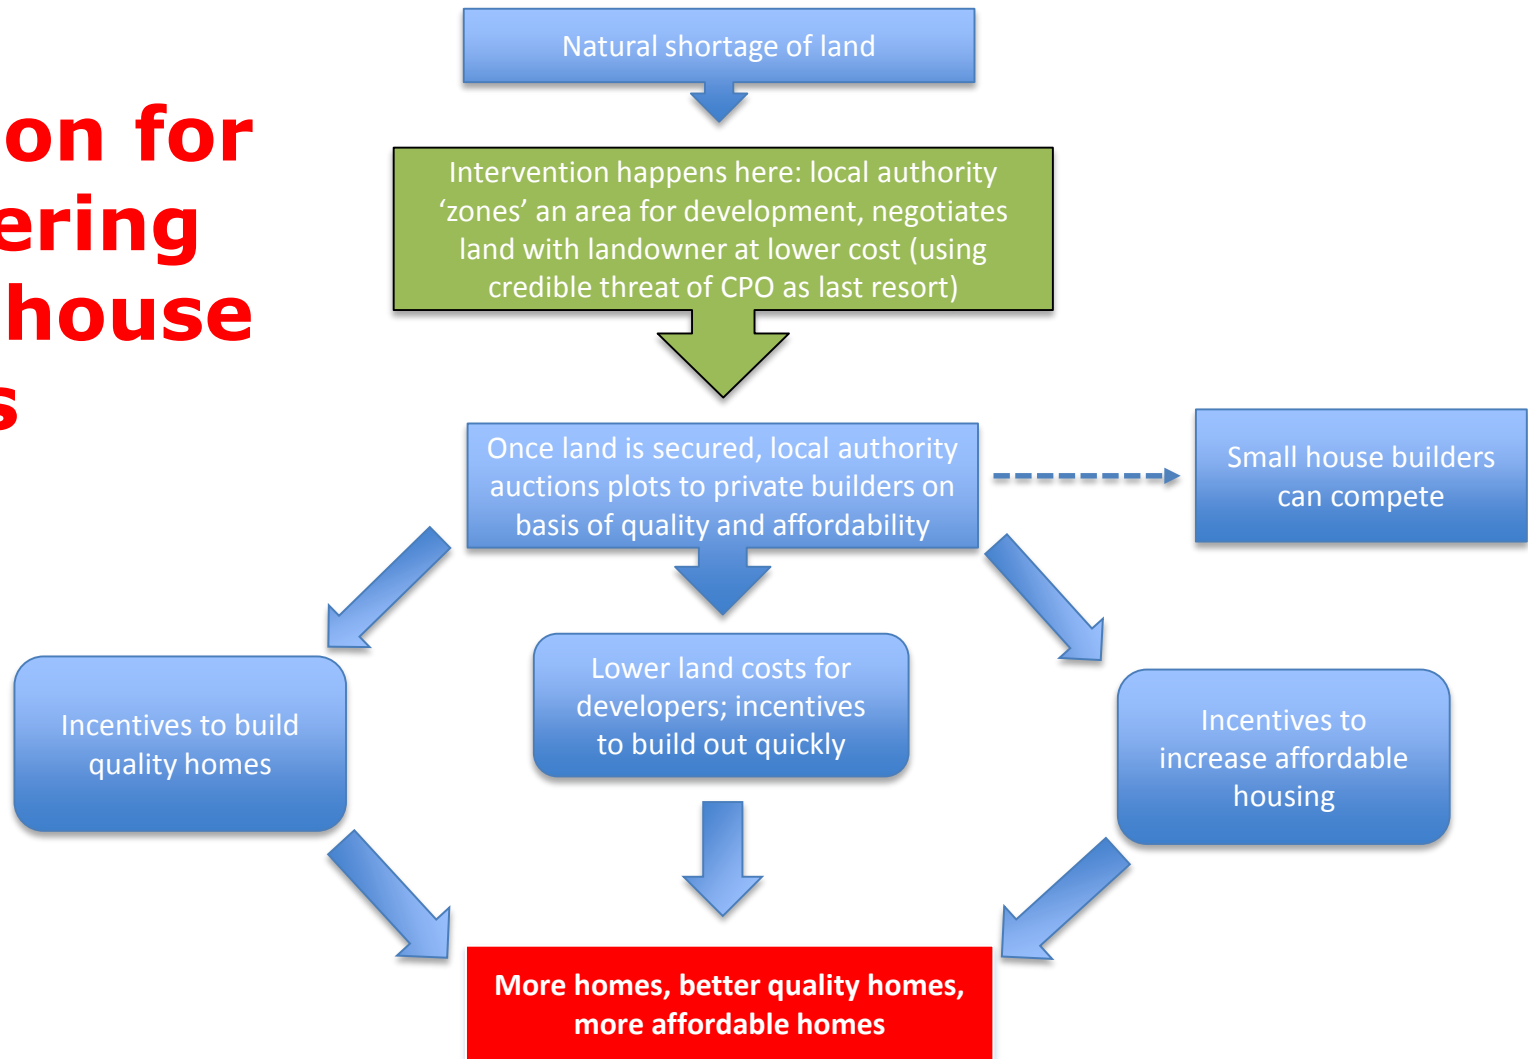 Natural shortage of land
on for
ering
house
s
Intervention happens here: local authority
‘zones’ an area for development, negotiates
land with landowner at lower cost (using
credible threat of CPO as last resort)
Once land is secured, local authority
auctions plots to private builders on
basis of quality and affordability
Small house builders
can compete
Incentives to build
quality homes
Lower land costs for
developers; incentives
to build out quickly
Incentives to
increase affordable
housing
More homes, better quality homes,
more affordable homes